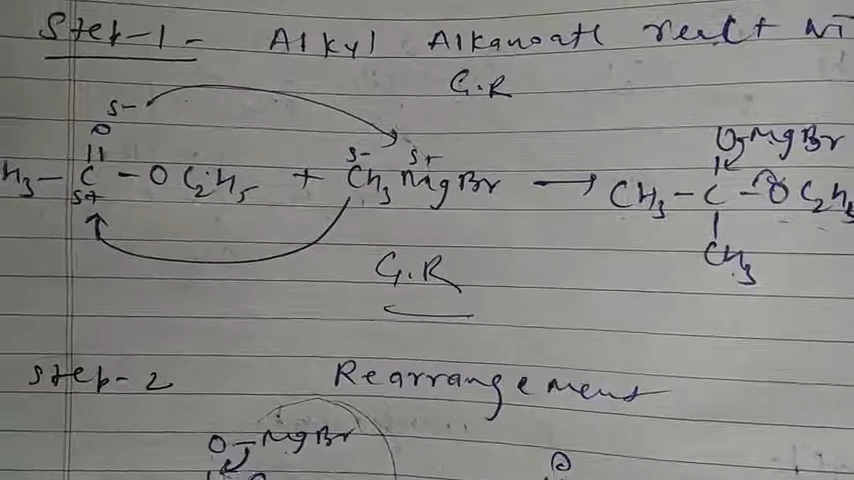 Step-1 - Alkyl Alkanoate react wi
G.R
δ-
O OMgBr
|| δ- δ+ |
H3-C-OC2H5 + CH3MgBr → CH3-C-OC2H5
δ+ |
CH3
G.R
Step-2 Rearrangement
O-MgBr
O